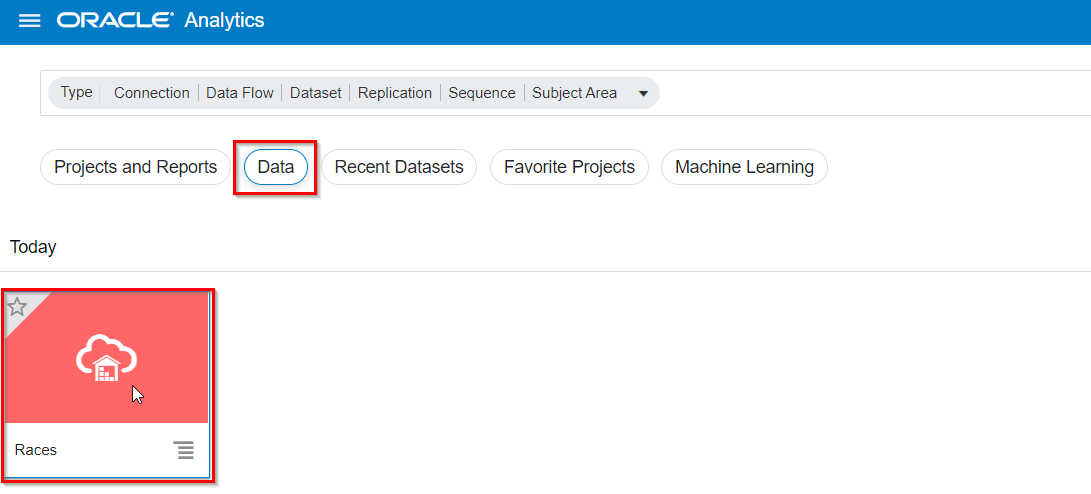 ORACLE Analytics
Type Connection Data Flow Dataset Replication Sequence Subject Area
Projects and Reports Data Recent Datasets Favorite Projects Machine Learning
Today
Races